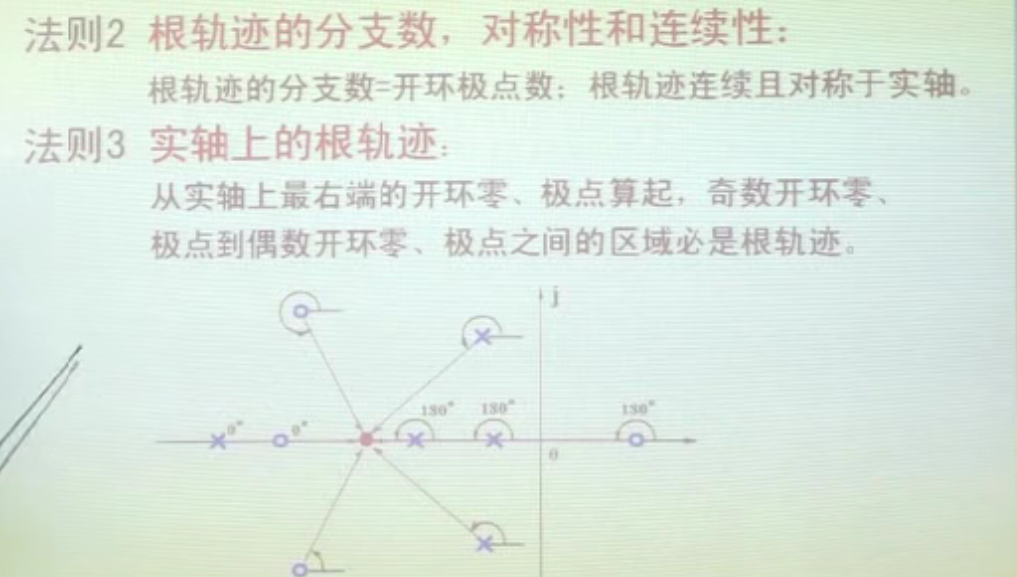 法则2 根轨迹的分支数，对称性和连续性：
根轨迹的分支数=开环极点数；根轨迹连续且对称于实轴。
法则3 实轴上的根轨迹：
从实轴上最右端的开环零、极点算起，奇数开环零、
极点到偶数开环零、极点之间的区域必是根轨迹。
j
0° 0° 180° 180° 180°
0